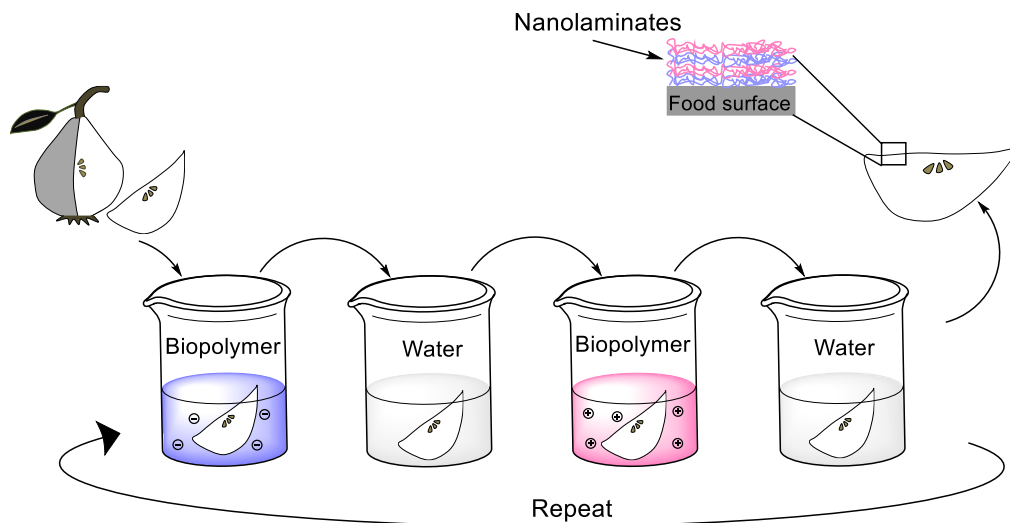 Nanolaminates
Food surface
Biopolymer
Water
Biopolymer
Water
Repeat